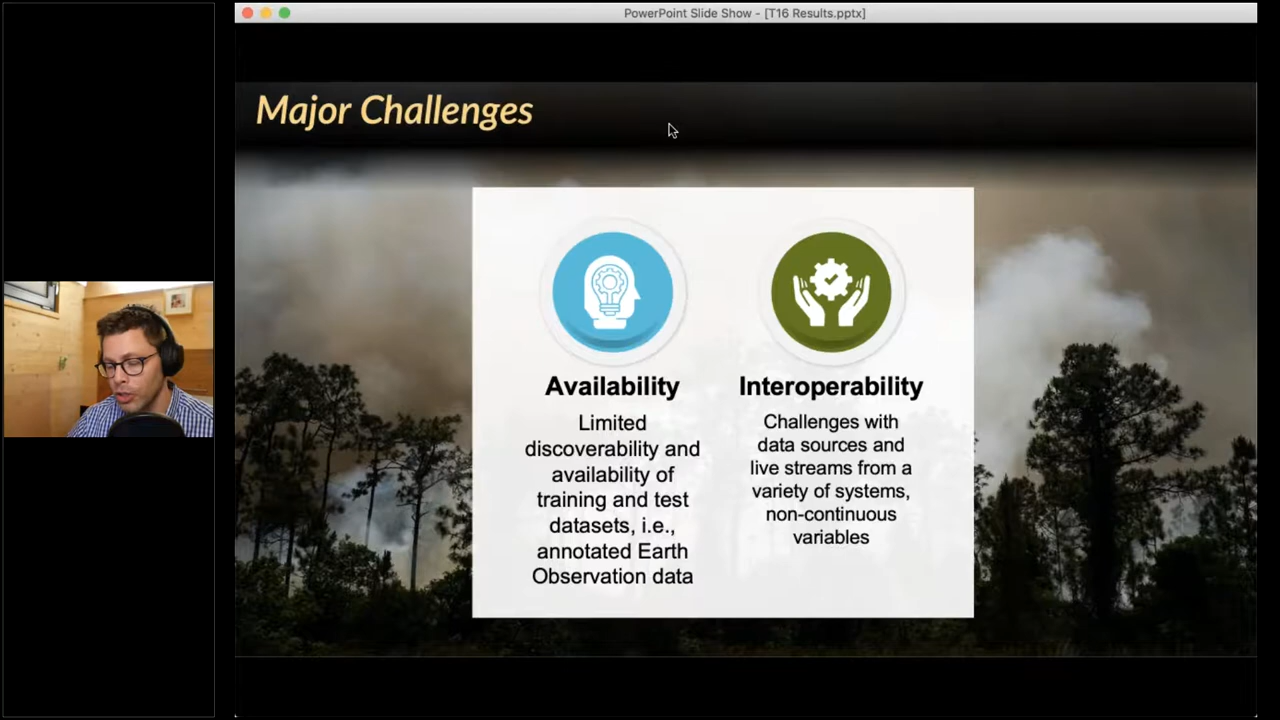 PowerPoint Slide Show - [T16 Results.pptx]
Major Challenges
Availability
Limited
discoverability and
availability of
training and test
datasets, i.e.,
annotated Earth
Observation data
Interoperability
Challenges with
data sources and
live streams from a
variety of systems,
non-continuous
variables